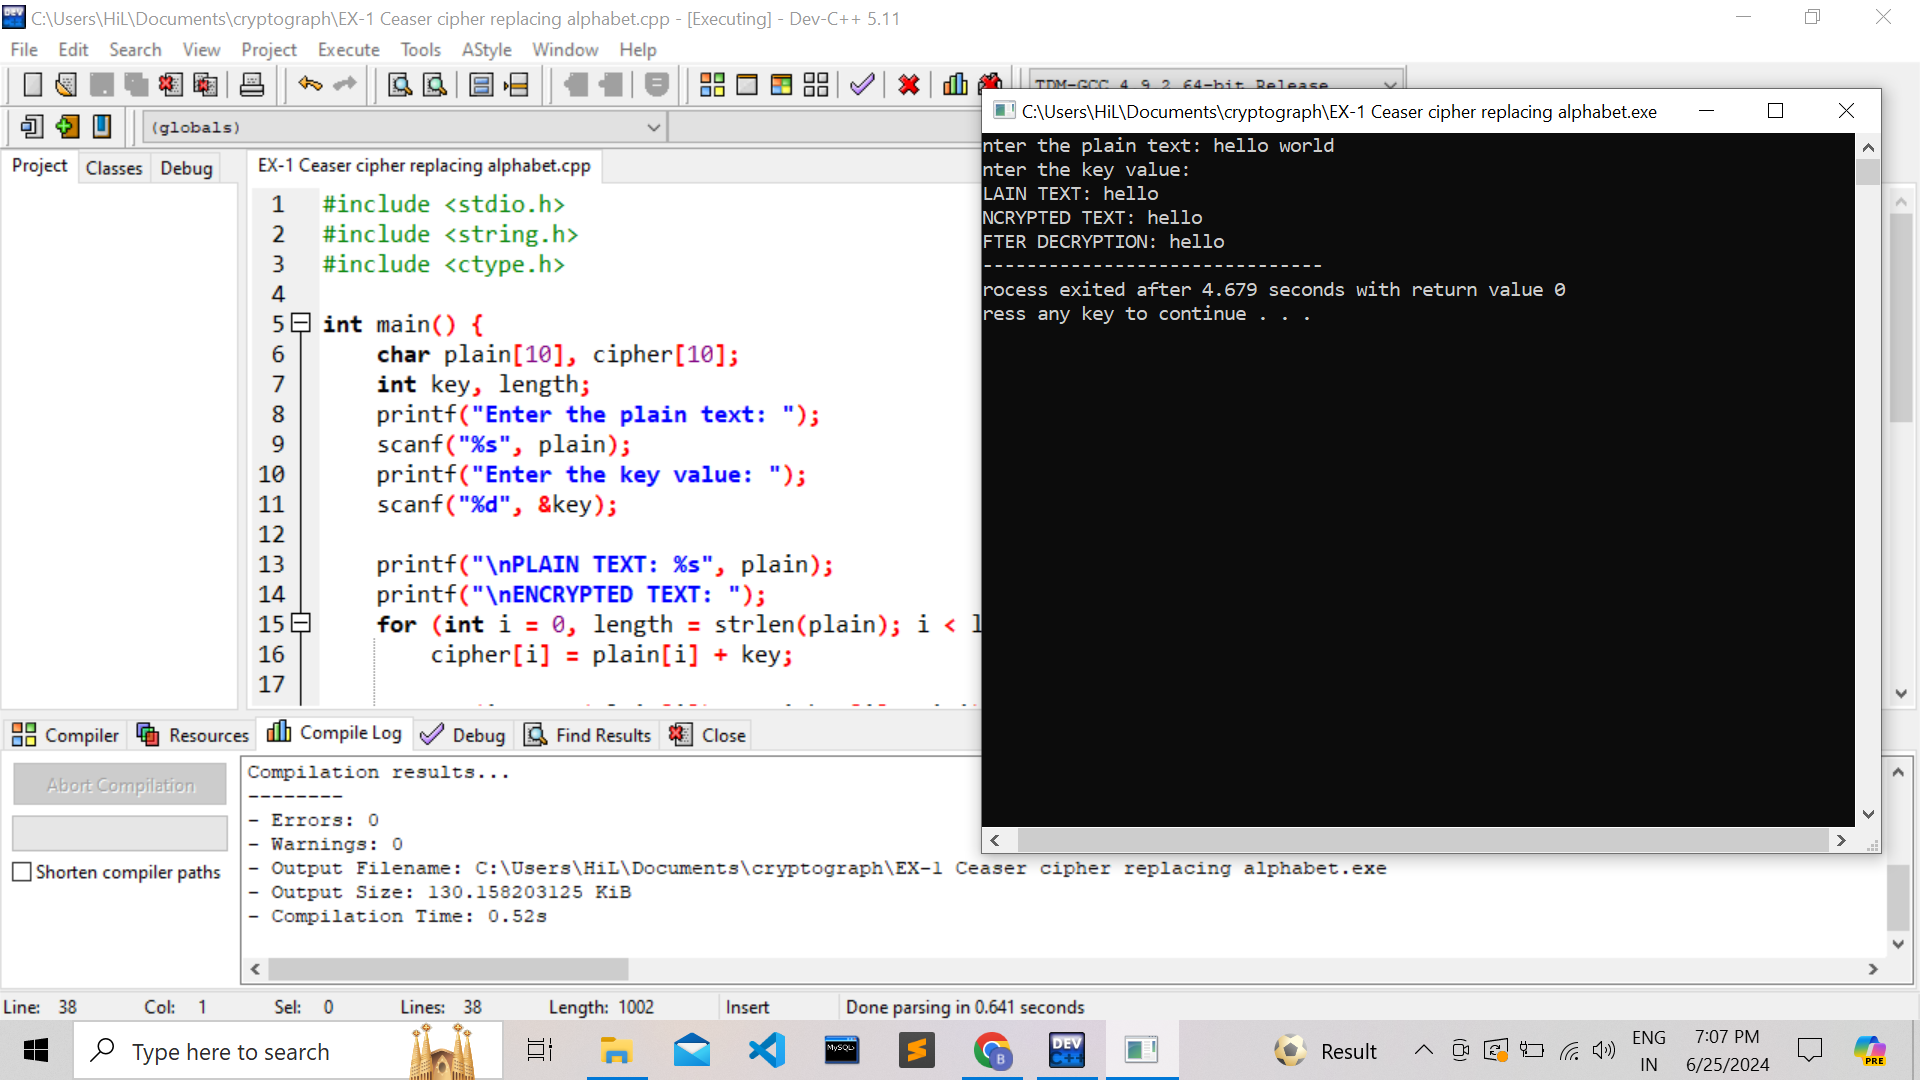 C:\Users\HiL\Documents\cryptograph\EX-1 Ceaser cipher replacing alphabet.cpp - [Executing] - Dev-C++ 5.11
File Edit Search View Project Execute Tools AStyle Window Help
TDM-GCC 4.9.2 64-bit Release
(globals)
Project Classes Debug
EX-1 Ceaser cipher replacing alphabet.cpp
1 #include <stdio.h>
2 #include <string.h>
3 #include <ctype.h>
4
5 int main() {
6 char plain[10], cipher[10];
7 int key, length;
8 printf("Enter the plain text: ");
9 scanf("%s", plain);
10 printf("Enter the key value: ");
11 scanf("%d", &key);
12
13 printf("\nPLAIN TEXT: %s", plain);
14 printf("\nENCRYPTED TEXT: ");
15 for (int i = 0, length = strlen(plain); i < l
16 cipher[i] = plain[i] + key;
17
C:\Users\HiL\Documents\cryptograph\EX-1 Ceaser cipher replacing alphabet.exe
nter the plain text: hello world
nter the key value:
LAIN TEXT: hello
NCRYPTED TEXT: hello
FTER DECRYPTION: hello
-------------------------------
rocess exited after 4.679 seconds with return value 0
ress any key to continue . . .
Compiler Resources Compile Log Debug Find Results Close
Abort Compilation
Shorten compiler paths
Compilation results...
--------
- Errors: 0
- Warnings: 0
- Output Filename: C:\Users\HiL\Documents\cryptograph\EX-1 Ceaser cipher replacing alphabet.exe
- Output Size: 130.158203125 KiB
- Compilation Time: 0.52s
Line: 38 Col: 1 Sel: 0 Lines: 38 Length: 1002 Insert Done parsing in 0.641 seconds
Type here to search
MySQL
DEV C++
Result
ENG
IN
7:07 PM
6/25/2024
PRE